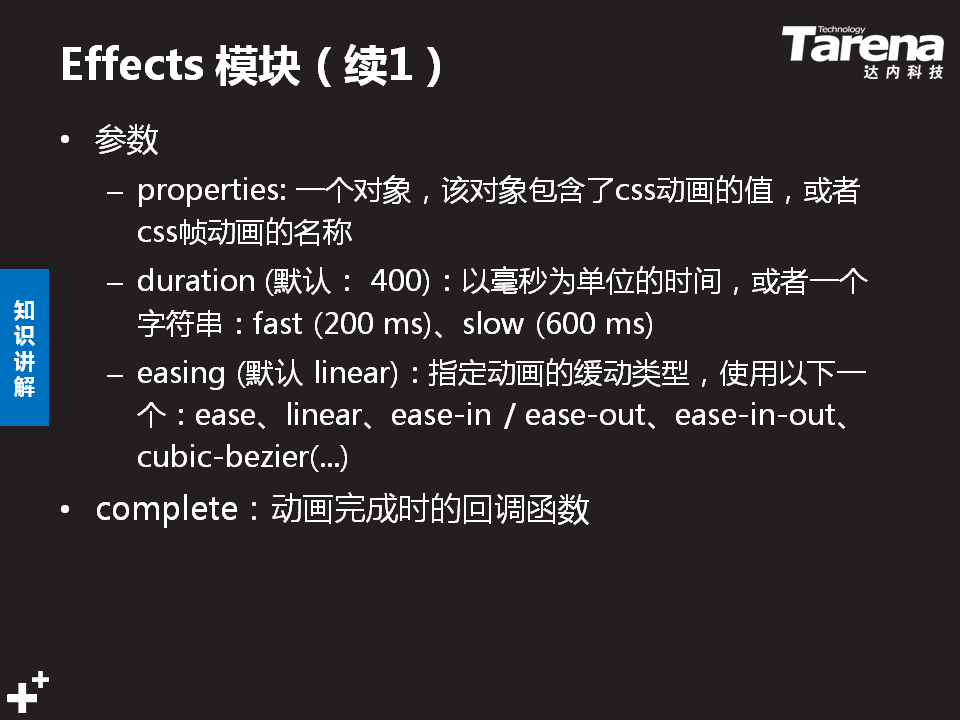 Effects 模块（续1）
Technology
Tarena
达内科技
• 参数
– properties: 一个对象，该对象包含了css动画的值，或者
css帧动画的名称
– duration (默认： 400)：以毫秒为单位的时间，或者一个
字符串：fast (200 ms)、slow (600 ms)
– easing (默认 linear)：指定动画的缓动类型，使用以下一
个：ease、linear、ease-in / ease-out、ease-in-out、
cubic-bezier(...)
• complete：动画完成时的回调函数
知
识
讲
解